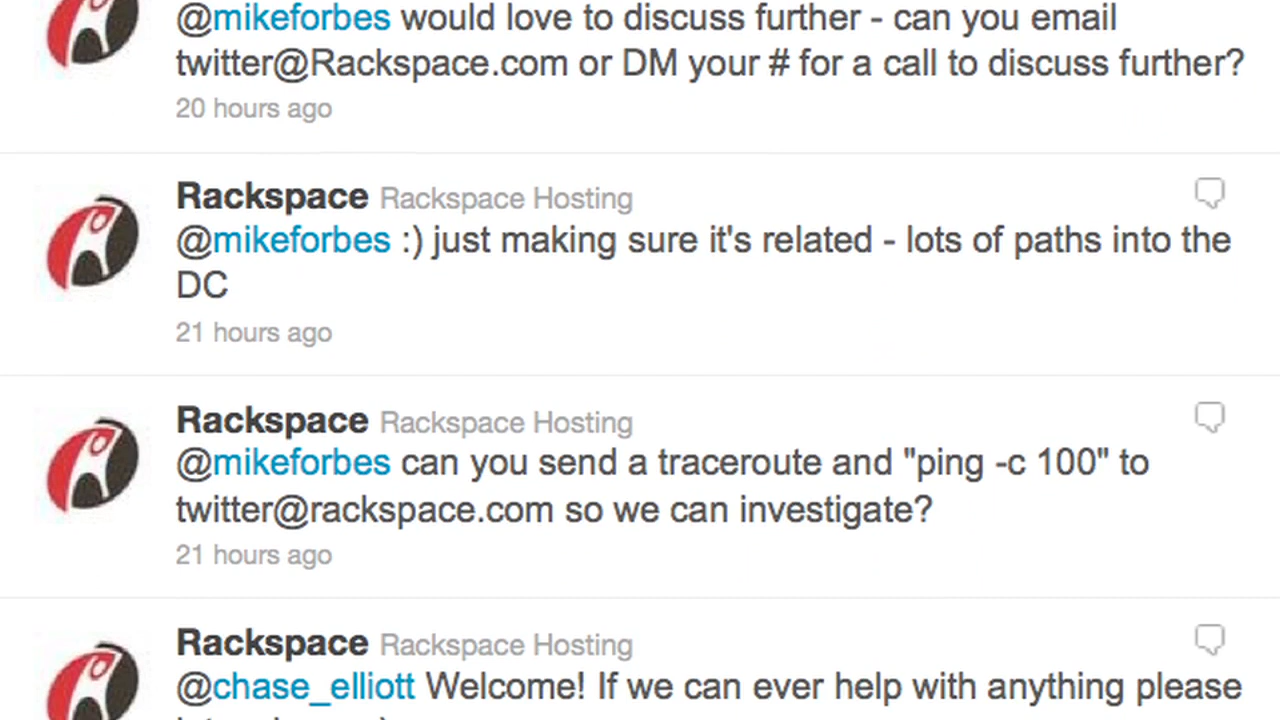 @mikeforbes would love to discuss further - can you email
twitter@Rackspace.com or DM your # for a call to discuss further?
20 hours ago
Rackspace Rackspace Hosting
@mikeforbes :) just making sure it's related - lots of paths into the
DC
21 hours ago
Rackspace Rackspace Hosting
@mikeforbes can you send a traceroute and "ping -c 100" to
twitter@rackspace.com so we can investigate?
21 hours ago
Rackspace Rackspace Hosting
@chase_elliott Welcome! If we can ever help with anything please